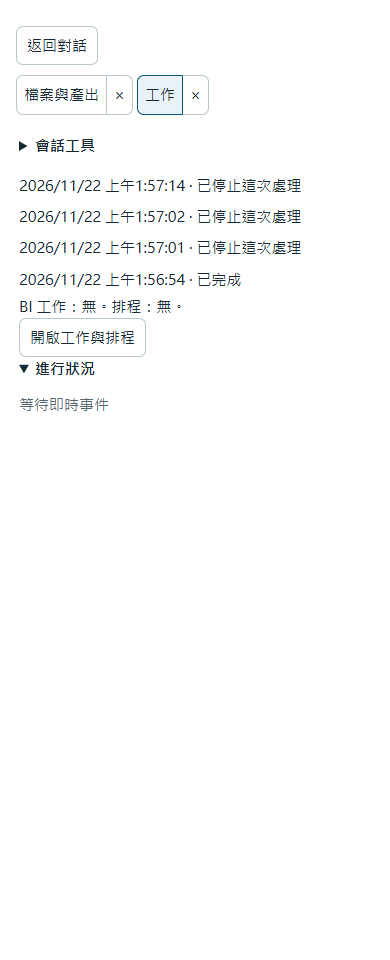 返回對話
檔案與產出 × 工作 ×
▶ 會話工具
2026/11/22 上午1:57:14 · 已停止這次處理
2026/11/22 上午1:57:02 · 已停止這次處理
2026/11/22 上午1:57:01 · 已停止這次處理
2026/11/22 上午1:56:54 · 已完成
BI 工作：無。排程：無。
開啟工作與排程
▼ 進行狀況
等待即時事件